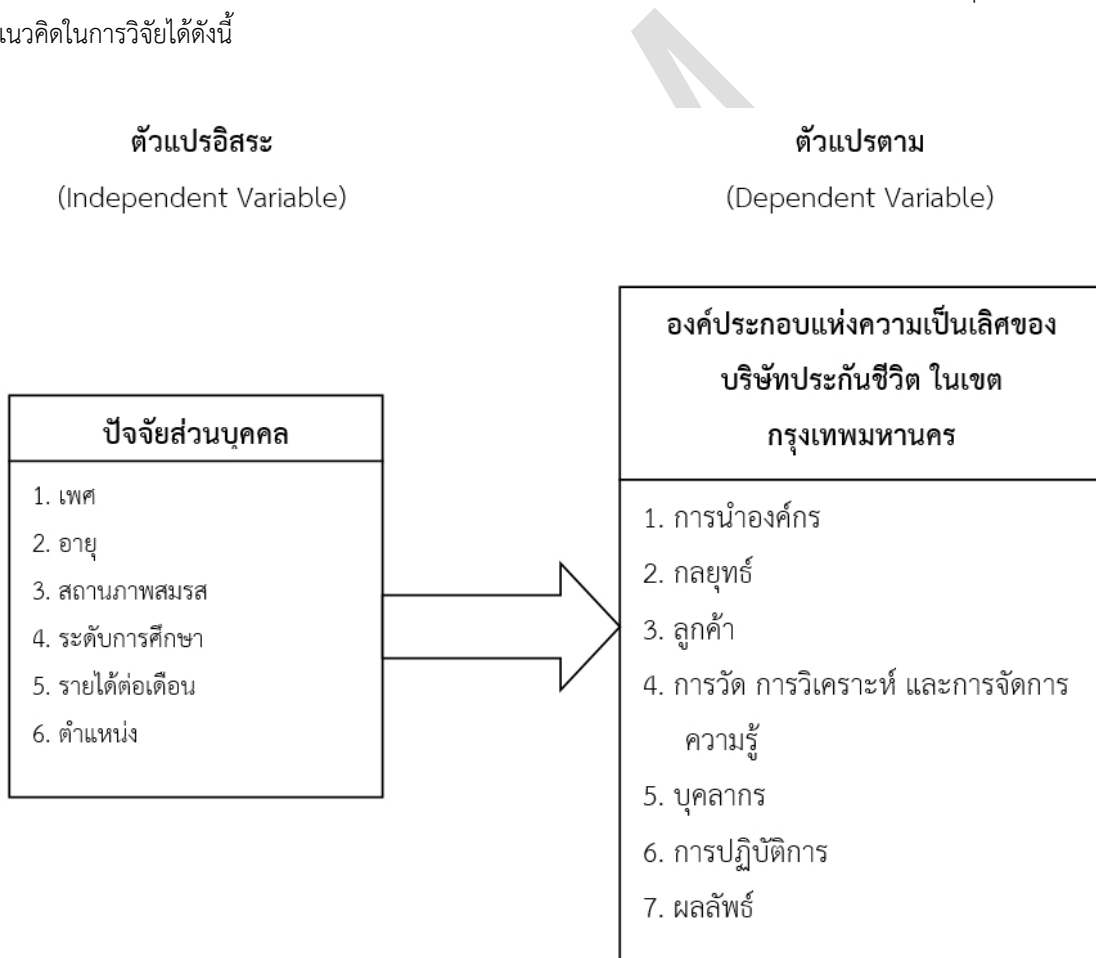 แนวคิดในการวิจัยได้ดังนี้
ตัวแปรอิสระ
(Independent Variable)
ตัวแปรตาม
(Dependent Variable)
ปัจจัยส่วนบุคคล
1. เพศ
2. อายุ
3. สถานภาพสมรส
4. ระดับการศึกษา
5. รายได้ต่อเดือน
6. ตำแหน่ง
องค์ประกอบแห่งความเป็นเลิศของ
บริษัทประกันชีวิต ในเขต
กรุงเทพมหานคร
1. การนำองค์กร
2. กลยุทธ์
3. ลูกค้า
4. การวัด การวิเคราะห์ และการจัดการ
ความรู้
5. บุคลากร
6. การปฏิบัติการ
7. ผลลัพธ์